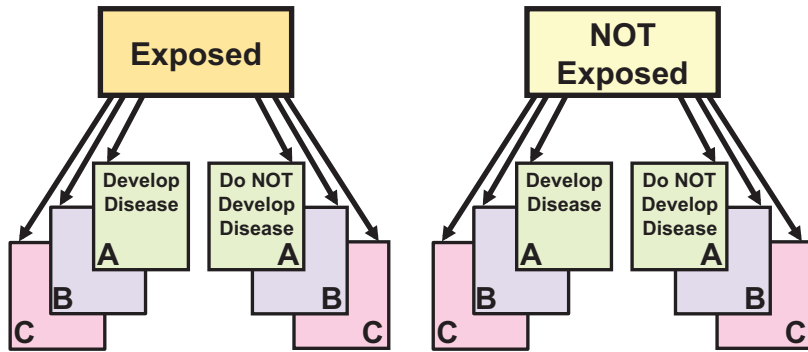 Exposed
NOT
Exposed
Develop
Disease
A
B
C
Do NOT
Develop
Disease
A
B
C
Develop
Disease
A
B
C
Do NOT
Develop
Disease
A
B
C